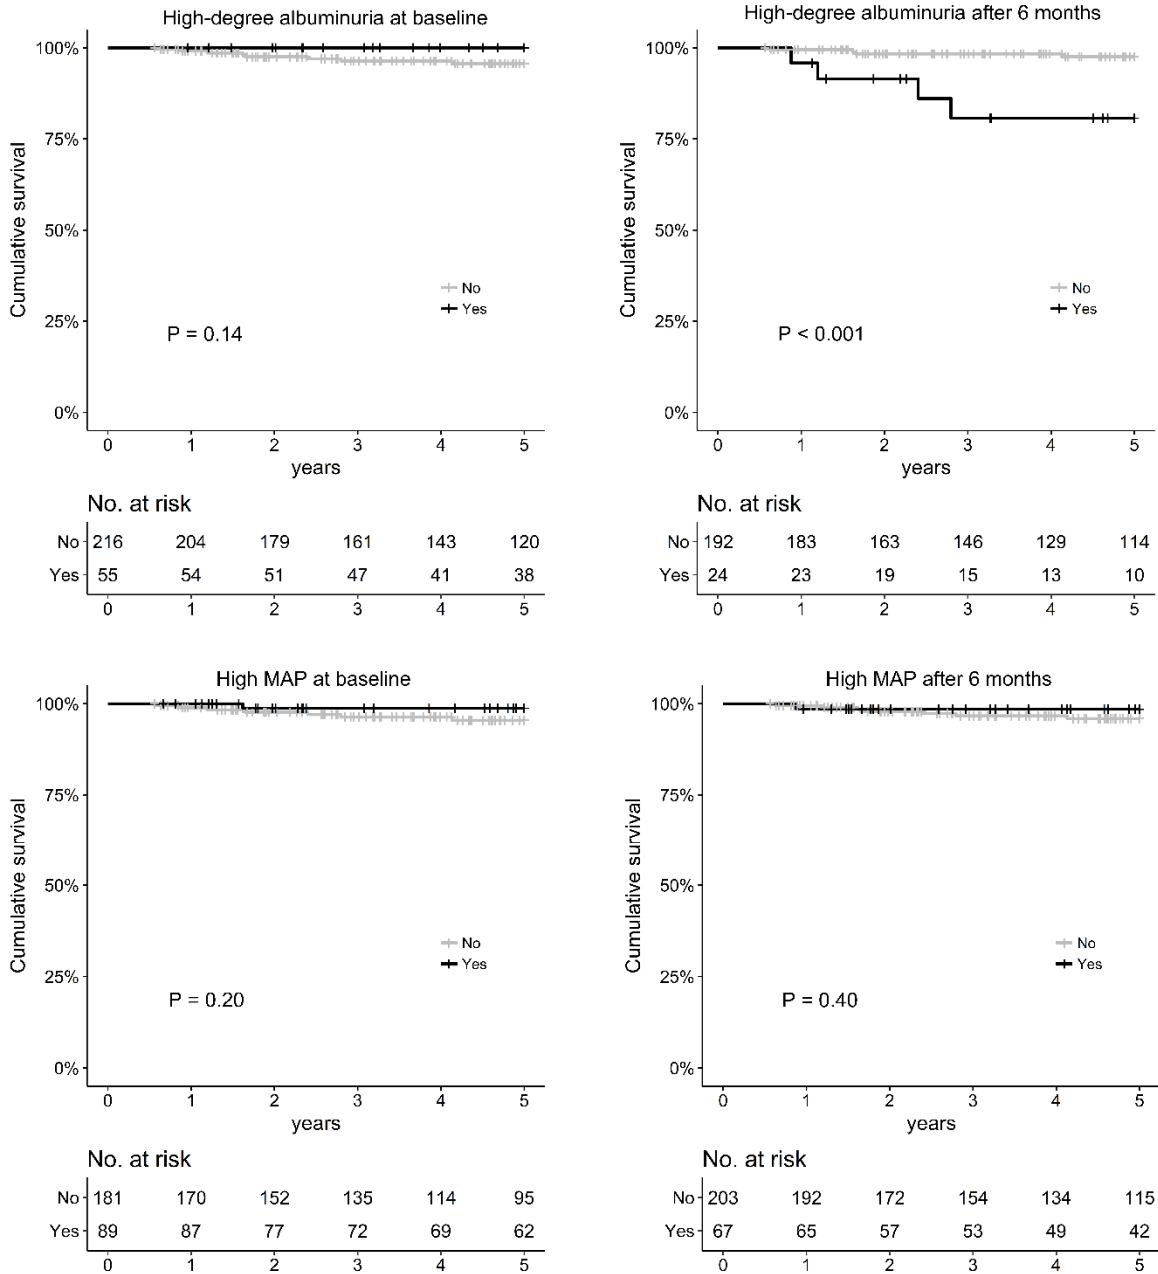 High-degree albuminuria at baseline
100%
75%
50%
25%
0%
Cumulative survival
No
Yes
P = 0.14
0 1 2 3 4 5
years
No. at risk
No 216 204 179 161 143 120
Yes 55 54 51 47 41 38
0 1 2 3 4 5
High-degree albuminuria after 6 months
100%
75%
50%
25%
0%
Cumulative survival
No
Yes
P < 0.001
0 1 2 3 4 5
years
No. at risk
No 192 183 163 146 129 114
Yes 24 23 19 15 13 10
0 1 2 3 4 5
High MAP at baseline
100%
75%
50%
25%
0%
Cumulative survival
No
Yes
P = 0.20
0 1 2 3 4 5
years
No. at risk
No 181 170 152 135 114 95
Yes 89 87 77 72 69 62
0 1 2 3 4 5
High MAP after 6 months
100%
75%
50%
25%
0%
Cumulative survival
No
Yes
P = 0.40
0 1 2 3 4 5
years
No. at risk
No 203 192 172 154 134 115
Yes 67 65 57 53 49 42
0 1 2 3 4 5